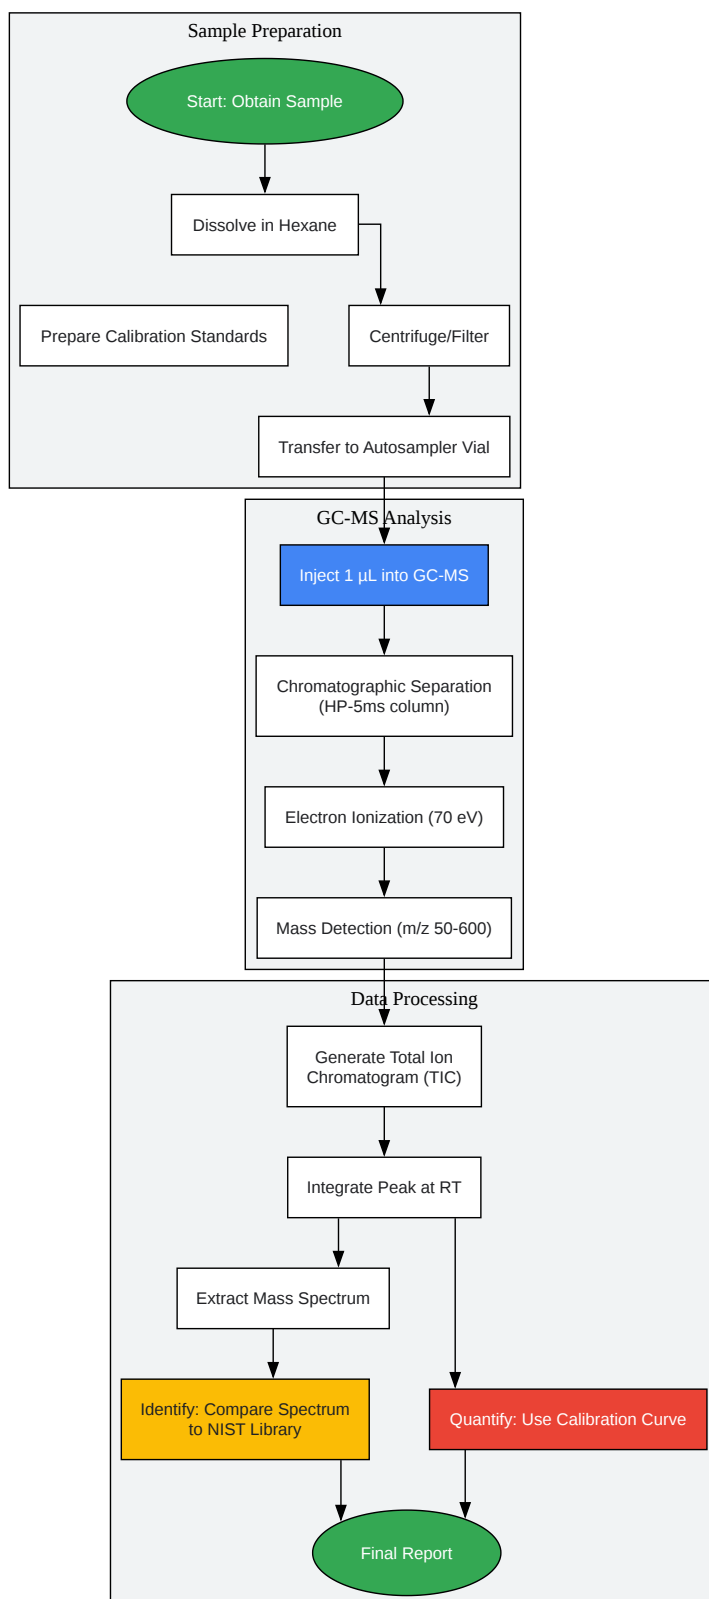 Sample Preparation
Start: Obtain Sample
Dissolve in Hexane
Prepare Calibration Standards
Centrifuge/Filter
Transfer to Autosampler Vial
GC-MS Analysis
Inject 1 µL into GC-MS
Chromatographic Separation
(HP-5ms column)
Electron Ionization (70 eV)
Mass Detection (m/z 50-600)
Data Processing
Generate Total Ion
Chromatogram (TIC)
Integrate Peak at RT
Extract Mass Spectrum
Identify: Compare Spectrum
to NIST Library
Quantify: Use Calibration Curve
Final Report